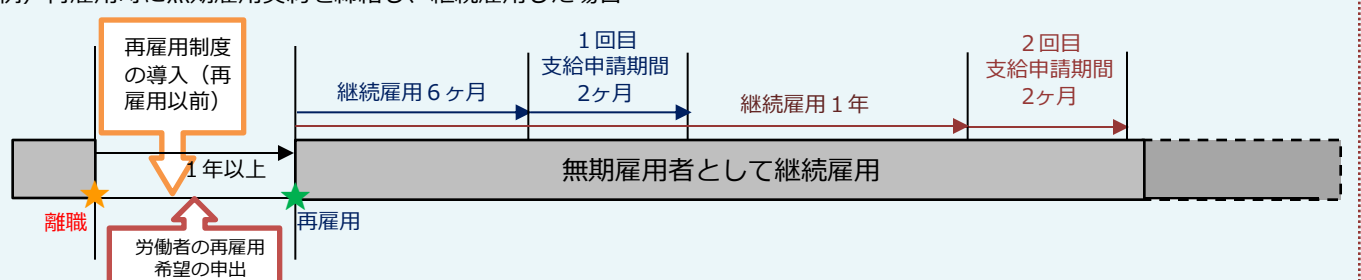 例）再雇用時に無期雇用契約を締結し、継続雇用した場合
再雇用制度
の導入（再
雇用以前）
１年以上
離職
労働者の再雇用
希望の申出
再雇用
継続雇用６ヶ月
１回目
支給申請期間
２ヶ月
継続雇用１年
２回目
支給申請期間
２ヶ月
無期雇用者として継続雇用